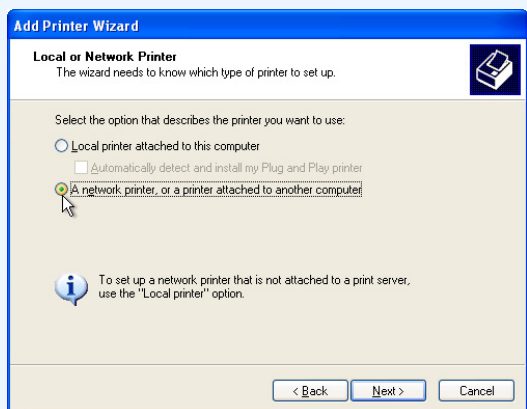 Add Printer Wizard
Local or Network Printer
The wizard needs to know which type of printer to set up.
Select the option that describes the printer you want to use:
Local printer attached to this computer
Automatically detect and install my Plug and Play printer
A network printer, or a printer attached to another computer
To set up a network printer that is not attached to a print server,
use the "Local printer" option.
< Back Next > Cancel